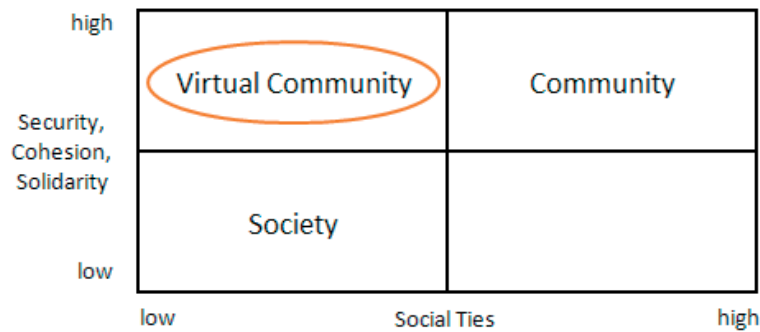 high
Virtual Community
Community
Security,
Cohesion,
Solidarity
Society
low
low
Social Ties
high